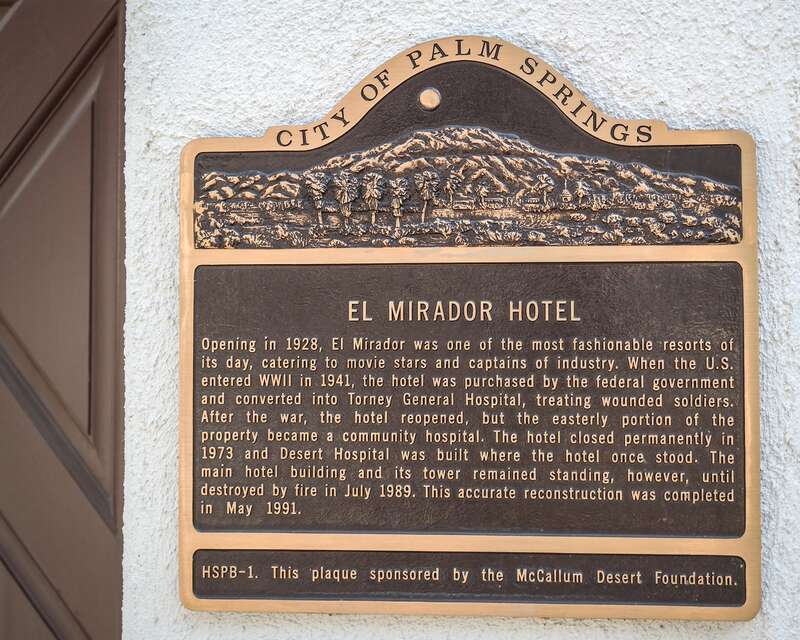 CITY OF PALM SPRINGS
EL MIRADOR HOTEL
Opening in 1928, El Mirador was one of the most fashionable resorts of
its day, catering to movie stars and captains of industry. When the U.S.
entered WWII in 1941, the hotel was purchased by the federal government
and converted into Torney General Hospital, treating wounded soldiers.
After the war, the hotel reopened, but the easterly portion of the
property became a community hospital. The hotel closed permanently in
1973 and Desert Hospital was built where the hotel once stood. The
main hotel building and its tower remained standing, however, until
destroyed by fire in July 1989. This accurate reconstruction was completed
in May 1991.
HSPB-1. This plaque sponsored by the McCallum Desert Foundation.